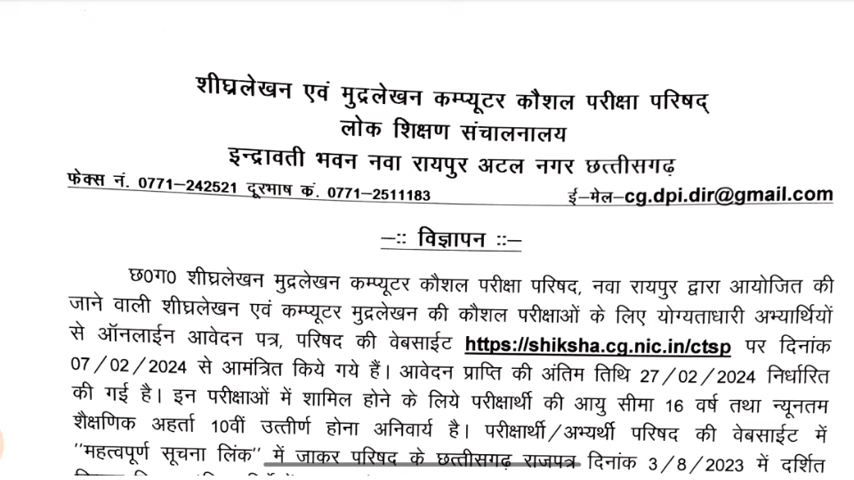 शीघ्रलेखन एवं मुद्रलेखन कम्प्यूटर कौशल परीक्षा परिषद्
लोक शिक्षण संचालनालय
इन्द्रावती भवन नवा रायपुर अटल नगर छत्तीसगढ़
फेक्स नं. 0771-242521 दूरभाष कं. 0771-2511183 ई-मेल-cg.dpi.dir@gmail.com
-:: विज्ञापन ::-
छ0ग0 शीघ्रलेखन मुद्रलेखन कम्प्यूटर कौशल परीक्षा परिषद, नवा रायपुर द्वारा आयोजित की
जाने वाली शीघ्रलेखन एवं कम्प्यूटर मुद्रलेखन की कौशल परीक्षाओं के लिए योग्यताधारी अभ्यार्थियों
से ऑनलाईन आवेदन पत्र, परिषद की वेबसाईट https://shiksha.cg.nic.in/ctsp पर दिनांक
07/02/2024 से आमंत्रित किये गये हैं। आवेदन प्राप्ति की अंतिम तिथि 27/02/2024 निर्धारित
की गई है। इन परीक्षाओं में शामिल होने के लिये परीक्षार्थी की आयु सीमा 16 वर्ष तथा न्यूनतम
शैक्षणिक अहर्ता 10वीं उत्तीर्ण होना अनिवार्य है। परीक्षार्थी/अभ्यर्थी परिषद की वेबसाईट में
"महत्वपूर्ण सूचना लिंक" में जाकर परिषद के छत्तीसगढ़ राजपत्र दिनांक 3/8/2023 में दर्शित